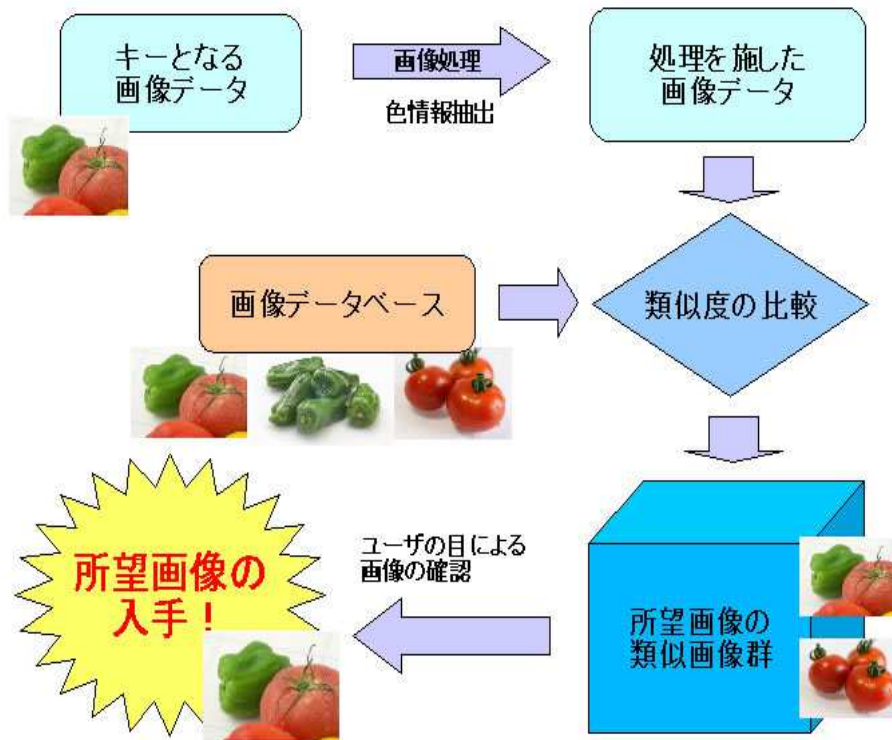 キーとなる
画像データ
画像処理
色情報抽出
処理を施した
画像データ
画像データベース
類似度の比較
所望画像の
類似画像群
ユーザの目による
画像の確認
所望画像の
入手！